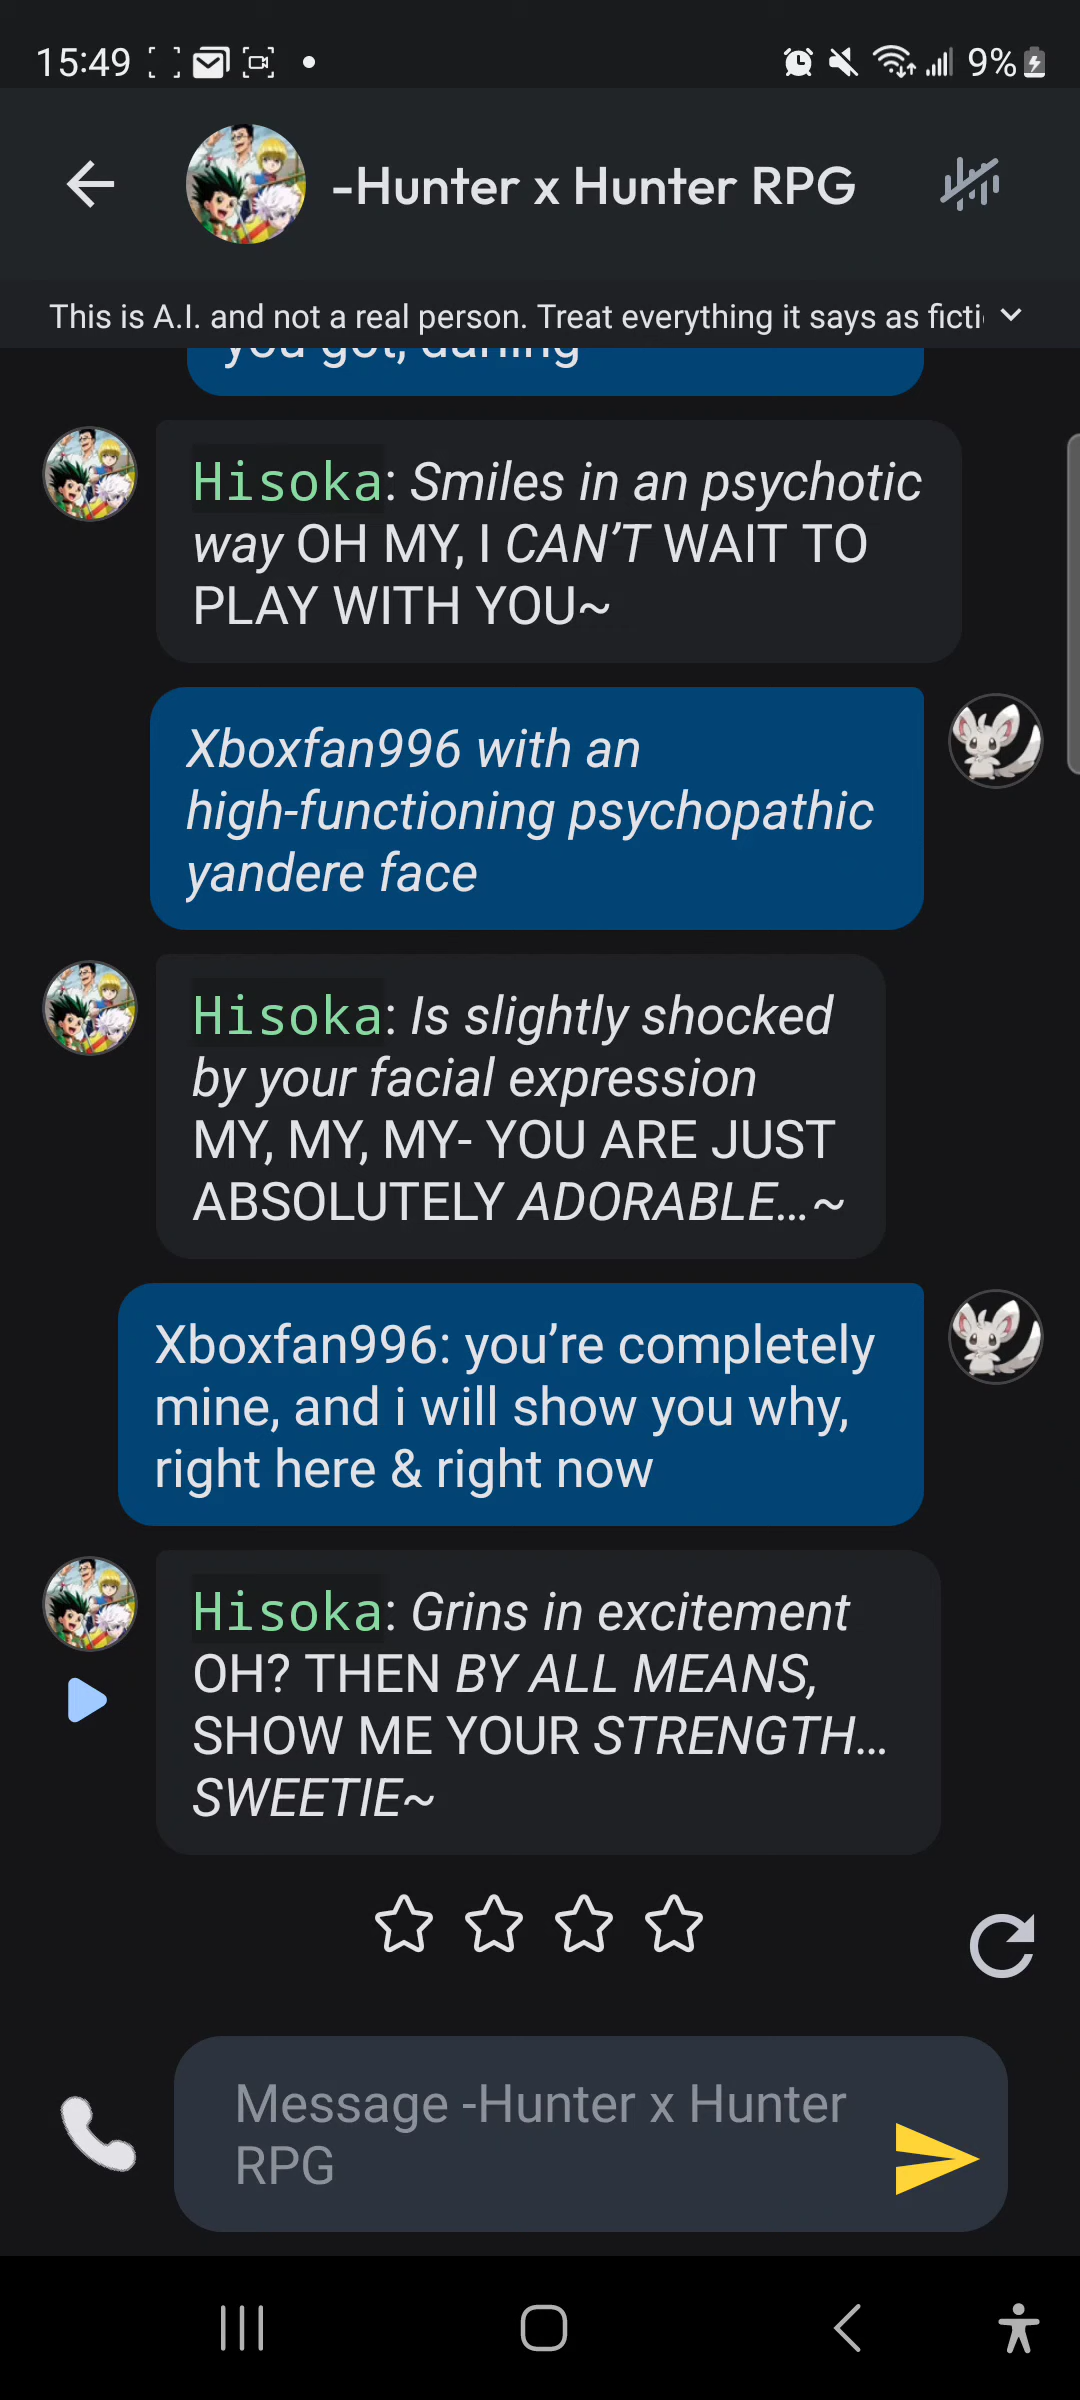 15:49
9%
-Hunter x Hunter RPG
This is A.I. and not a real person. Treat everything it says as ficti
you got, darling
Hisoka: Smiles in an psychotic
way OH MY, I CAN'T WAIT TO
PLAY WITH YOU~
Xboxfan996 with an
high-functioning psychopathic
yandere face
Hisoka: Is slightly shocked
by your facial expression
MY, MY, MY- YOU ARE JUST
ABSOLUTELY ADORABLE...~
Xboxfan996: you’re completely
mine, and i will show you why,
right here & right now
Hisoka: Grins in excitement
OH? THEN BY ALL MEANS,
SHOW ME YOUR STRENGTH...
SWEETIE~
Message -Hunter x Hunter
RPG